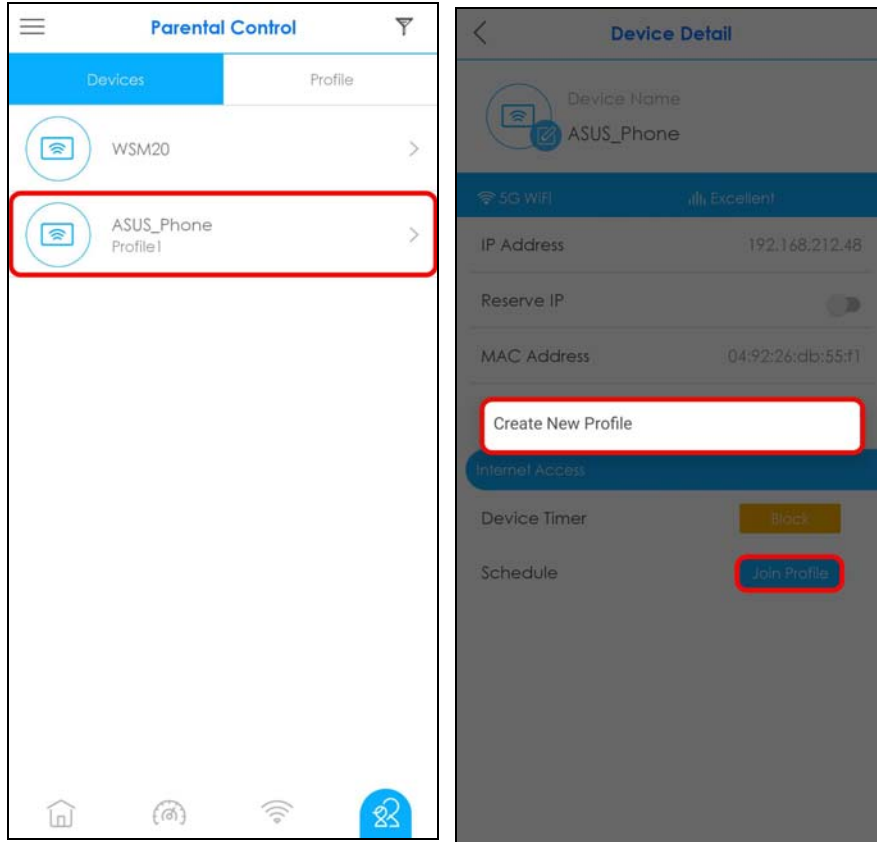 Parental Control
Devices
Profile
WSM20
ASUS_Phone
Profile1
Device Detail
Device Name
ASUS_Phone
5G WiFi
Excellent
IP Address
192.168.212.48
Reserve IP
MAC Address
04:92:26:db:55:f1
Create New Profile
Internet Access
Device Timer
Block
Schedule
Join Profile